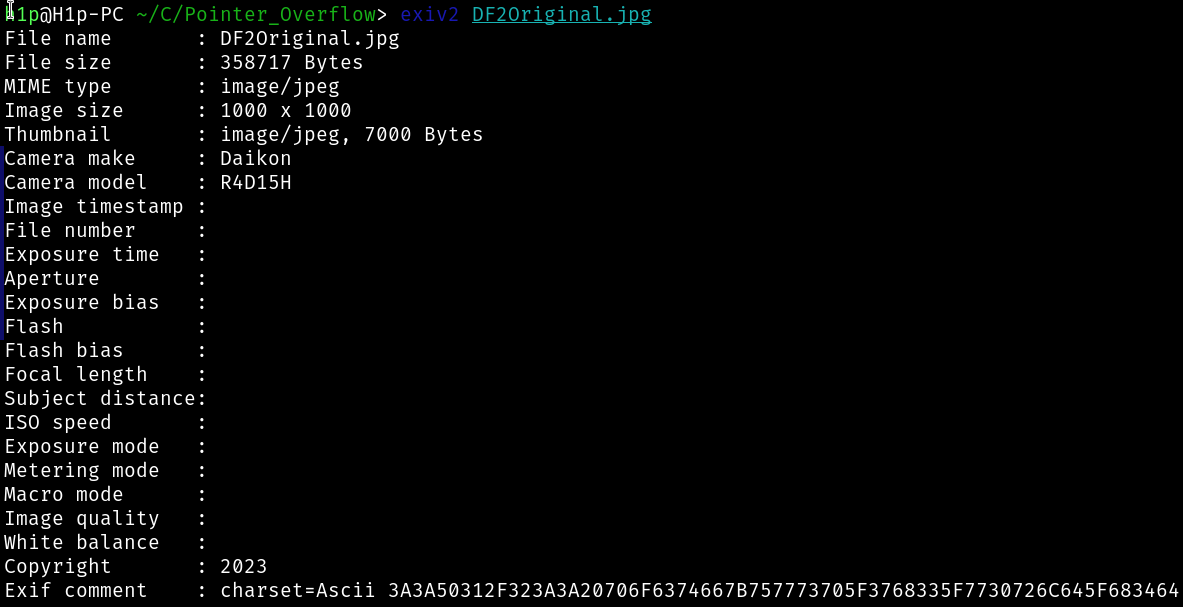 H1p@H1p-PC ~/C/Pointer_Overflow> exiv2 DF2Original.jpg
File name : DF2Original.jpg
File size : 358717 Bytes
MIME type : image/jpeg
Image size : 1000 x 1000
Thumbnail : image/jpeg, 7000 Bytes
Camera make : Daikon
Camera model : R4D15H
Image timestamp :
File number :
Exposure time :
Aperture :
Exposure bias :
Flash :
Flash bias :
Focal length :
Subject distance:
ISO speed :
Exposure mode :
Metering mode :
Macro mode :
Image quality :
White balance :
Copyright : 2023
Exif comment : charset=Ascii 3A3A50312F323A3A20706F6374667B757773705F3768335F7730726C645F683464